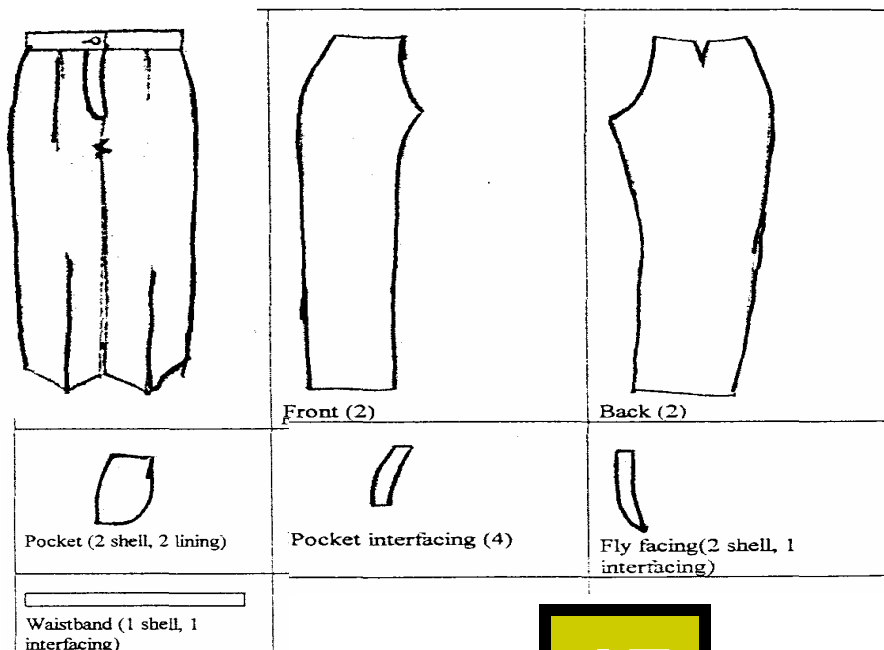 Front (2)
Back (2)
Pocket (2 shell, 2 lining)
Pocket interfacing (4)
Fly facing(2 shell, 1
interfacing)
Waistband (1 shell, 1
interfacing)